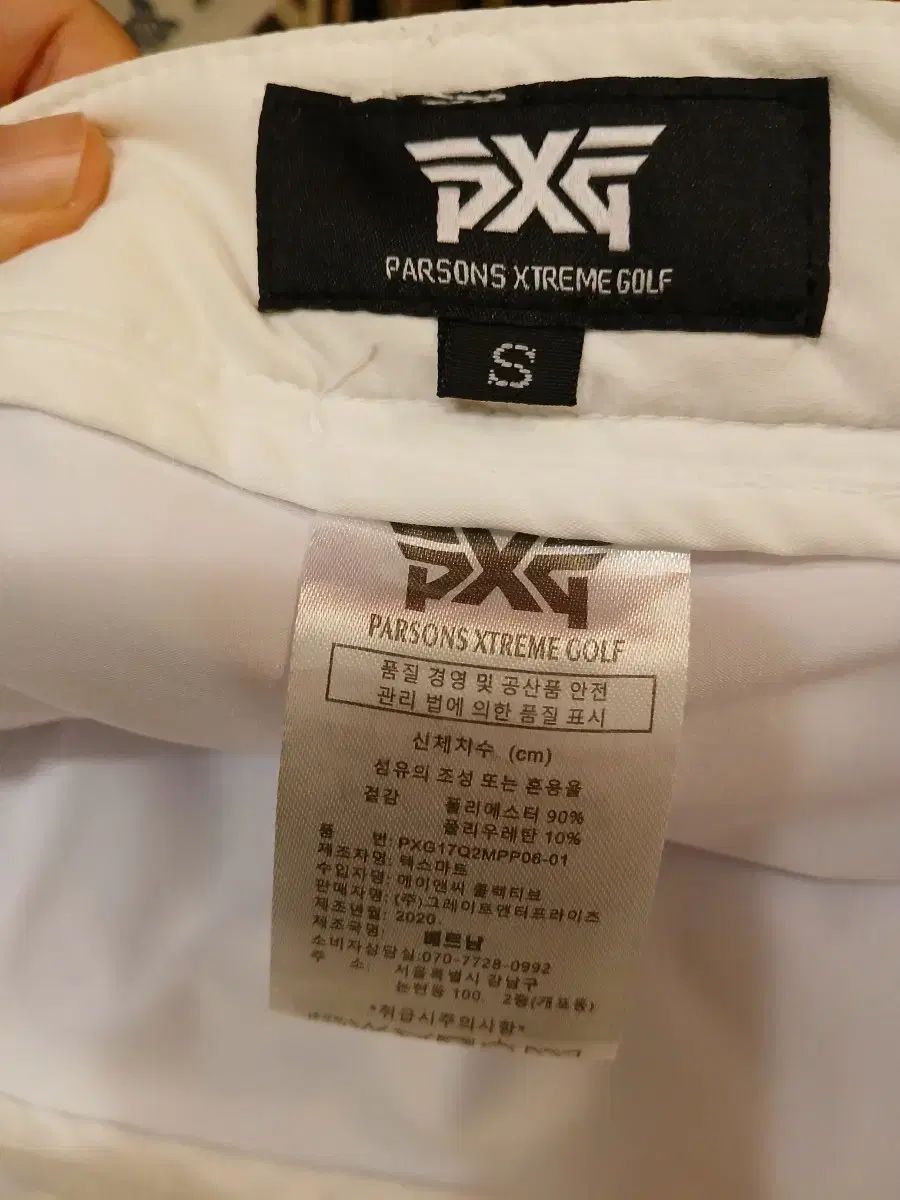 PXG
PARSONS XTREME GOLF
S
PXG
PARSONS XTREME GOLF
품질 경영 및 공산품 안전
관리 법에 의한 품질 표시
신체치수 (cm)
섬유의 조성 또는 혼용율
겉감 폴리에스터 90%
폴리우레탄 10%
품 번: PXG17Q2MPP06-01
제조자명: 텍스마트
수입자명: 에이앤씨 콜랙티브
판매자명: (주)그레이트엔터프라이즈
제조년월: 2020.
제조국명: 베트남
소비자상담실:070-7728-0992
주 소: 서울특별시 강남구
논현동 100. 2층(개포동)
*취급시주의사항*